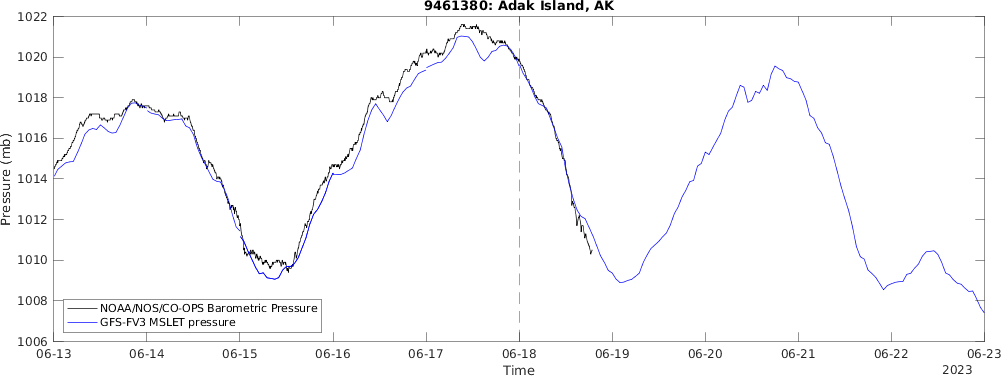 9461380: Adak Island, AK
1022
1020
1018
1016
1014
1012
1010
1008
1006
Pressure (mb)
NOAA/NOS/CO-OPS Barometric Pressure
GFS-FV3 MSLET pressure
06-13 06-14 06-15 06-16 06-17 06-18 06-19 06-20 06-21 06-22 06-23
Time
2023